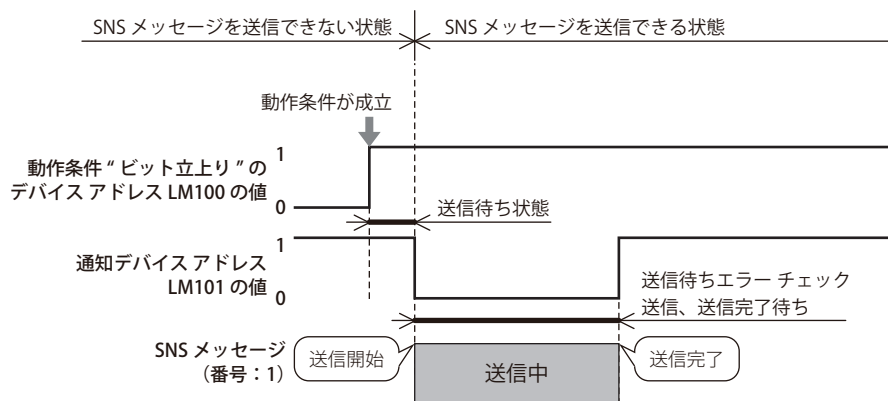 SNS メッセージを送信できない状態
SNS メッセージを送信できる状態
動作条件が成立
動作条件 “ ビット立上り ” の
デバイス アドレス LM100 の値
1
0
送信待ち状態
通知デバイス アドレス
LM101 の値
1
0
送信待ちエラー チェック
送信、送信完了待ち
SNS メッセージ
(番号：1)
送信開始
送信中
送信完了